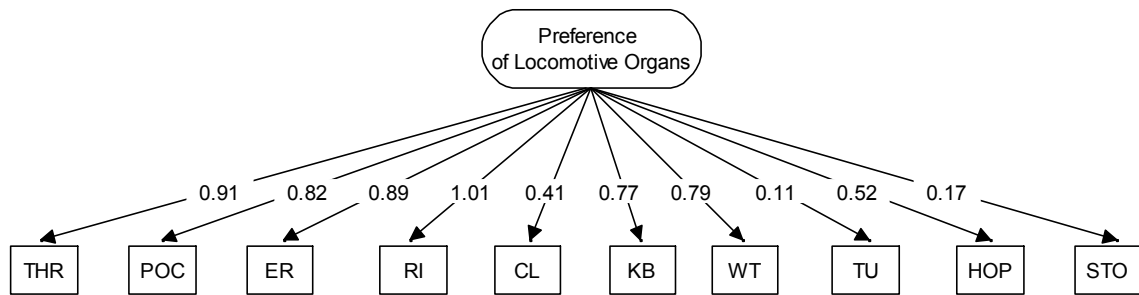 Preference
of Locomotive Organs
0.91 0.82 0.89 1.01 0.41 0.77 0.79 0.11 0.52 0.17
THR POC ER RI CL KB WT TU HOP STO